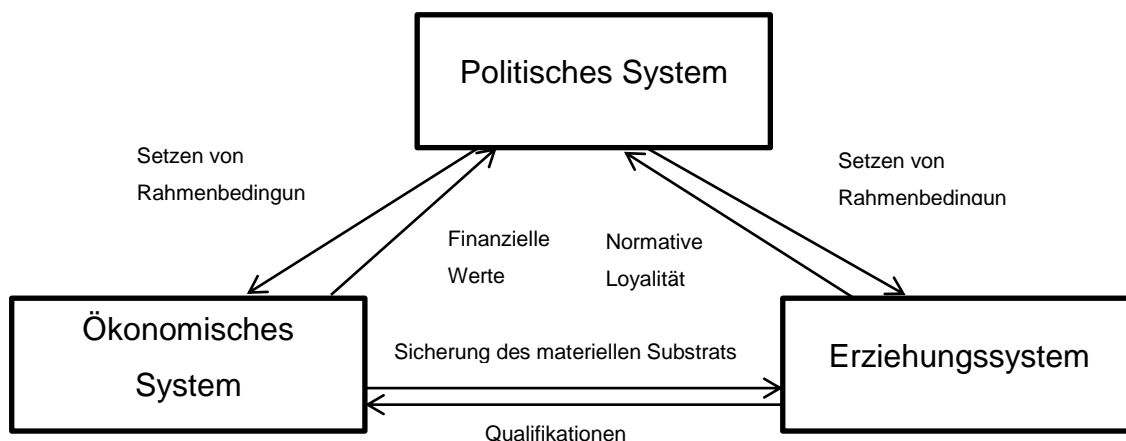 Politisches System
Setzen von
Rahmenbedingun
Setzen von
Rahmenbedingun
Finanzielle
Werte
Normative
Loyalität
Ökonomisches
System
Sicherung des materiellen Substrats
Erziehungssystem
Qualifikationen